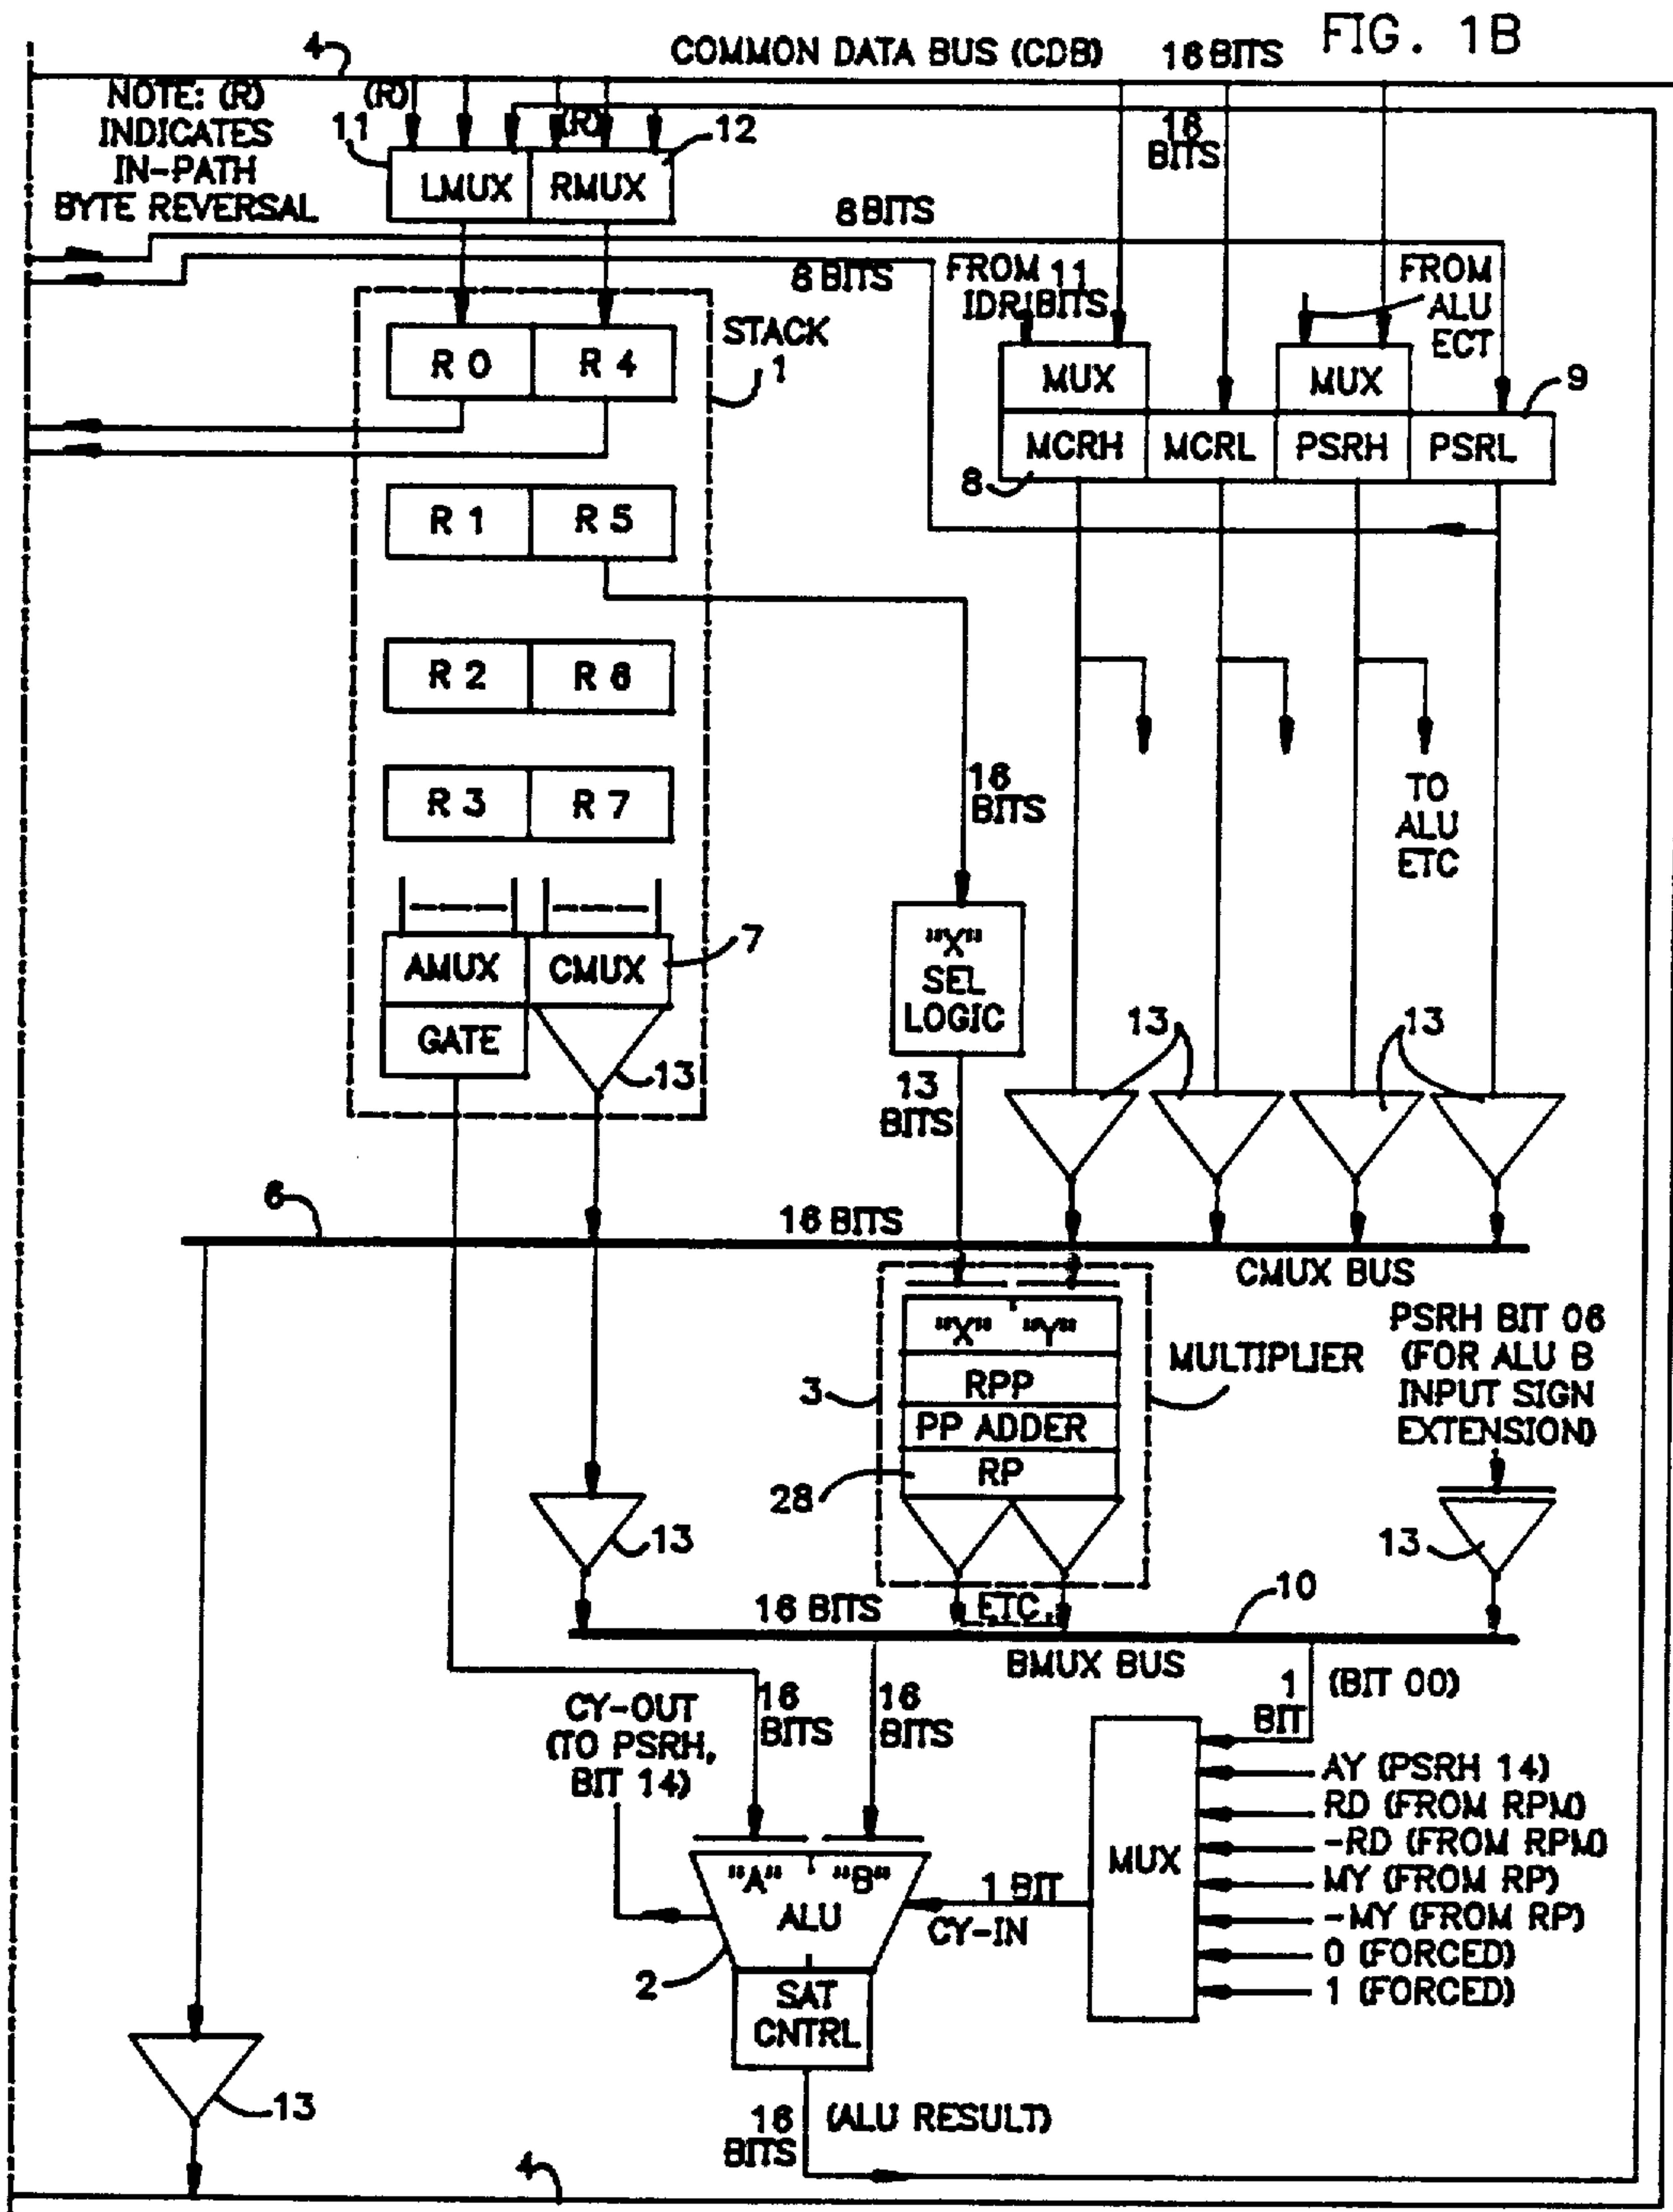 FIG. 1B
4
COMMON DATA BUS (CDB)
16 BITS
NOTE: (R)
INDICATES
IN-PATH
BYTE REVERSAL
(R)
(R)
11
12
LMUX
RMUX
16
BITS
8 BITS
8 BITS
FROM
IDR
11
BITS
FROM
ALU
ECT
STACK
1
R 0
R 4
MUX
MUX
9
MCRH
MCRL
PSRH
PSRL
8
R 1
R 5
R 2
R 6
R 3
R 7
16
BITS
TO
ALU
ETC
AMUX
CMUX
7
GATE
13
"X"
SEL
LOGIC
13
BITS
13
13
6
16 BITS
CMUX BUS
"X"
"Y"
RPP
PP ADDER
RP
3
28
MULTIPLIER
PSRH BIT 06
(FOR ALU B
INPUT SIGN
EXTENSION)
13
13
16 BITS
ETC.
10
BMUX BUS
CY-OUT
(TO PSRH,
BIT 14)
16
BITS
16
BITS
1
BIT
(BIT 00)
AY (PSRH 14)
RD (FROM RPM)
-RD (FROM RPM)
MY (FROM RP)
-MY (FROM RP)
0 (FORCED)
1 (FORCED)
MUX
"A"
"B"
ALU
1 BIT
CY-IN
2
SAT
CNTRL
13
16
BITS
(ALU RESULT)
4